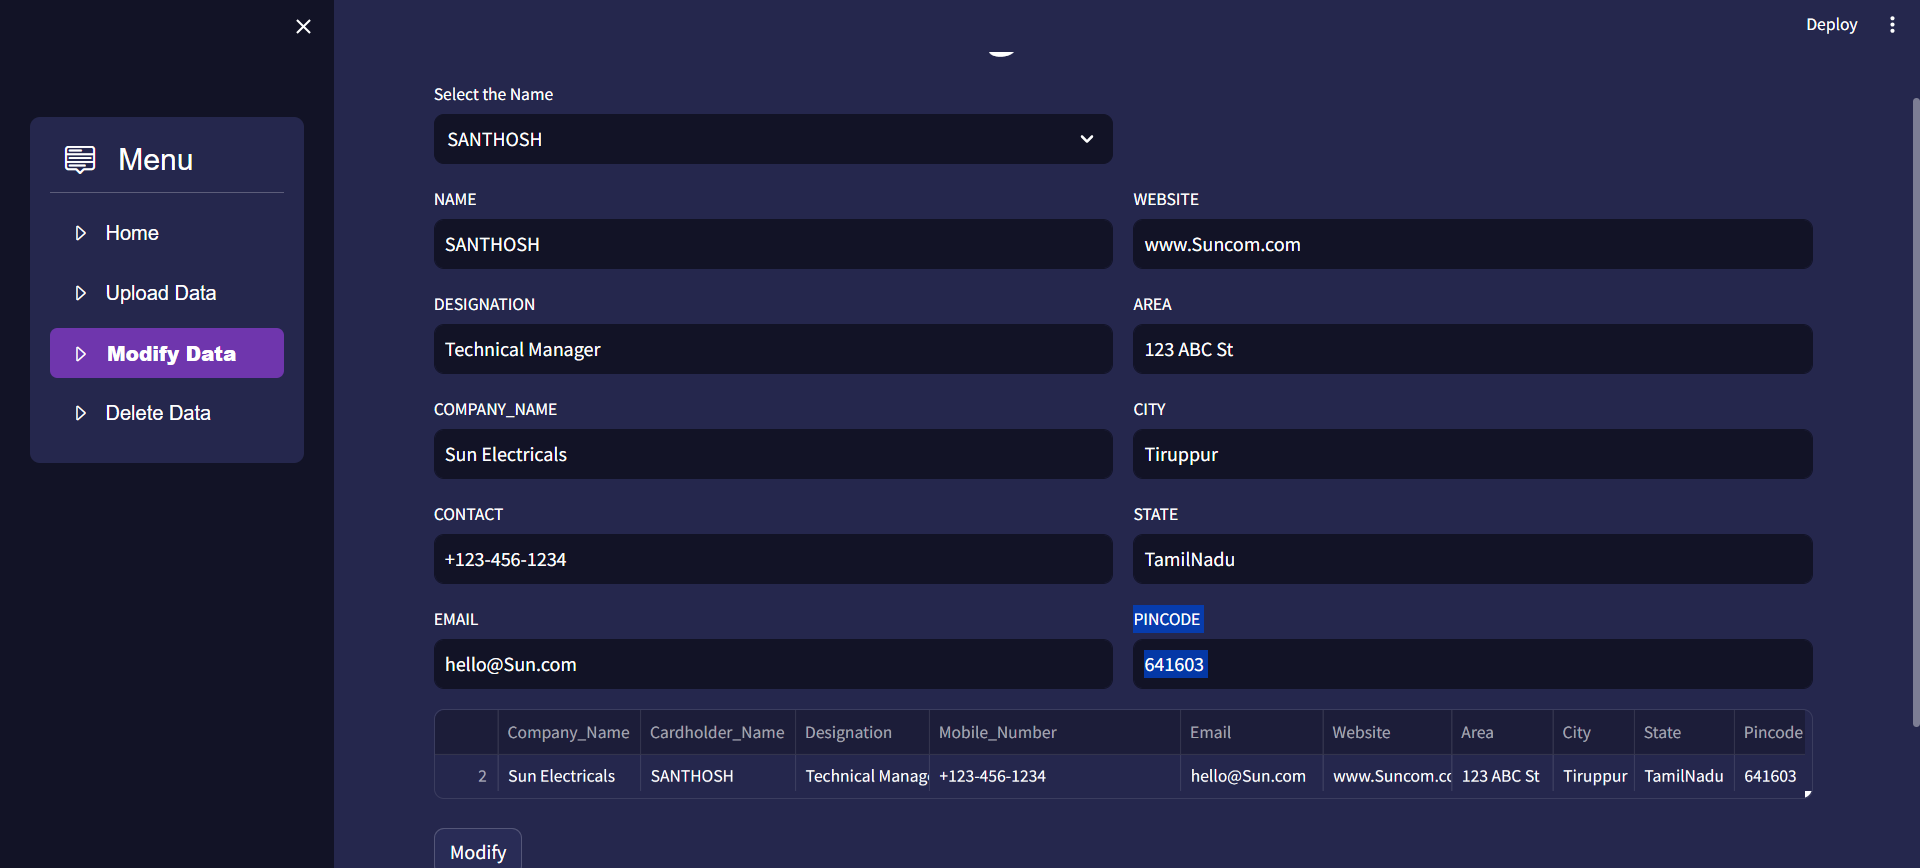 Deploy
Menu
Home
Upload Data
Modify Data
Delete Data
Select the Name
SANTHOSH
NAME
SANTHOSH
WEBSITE
www.Suncom.com
DESIGNATION
Technical Manager
AREA
123 ABC St
COMPANY_NAME
Sun Electricals
CITY
Tiruppur
CONTACT
+123-456-1234
STATE
TamilNadu
EMAIL
hello@Sun.com
PINCODE
641603
Company_Name Cardholder_Name Designation Mobile_Number Email Website Area City State Pincode
2 Sun Electricals SANTHOSH Technical Manag +123-456-1234 hello@Sun.com www.Suncom.cc 123 ABC St Tiruppur TamilNadu 641603
Modify